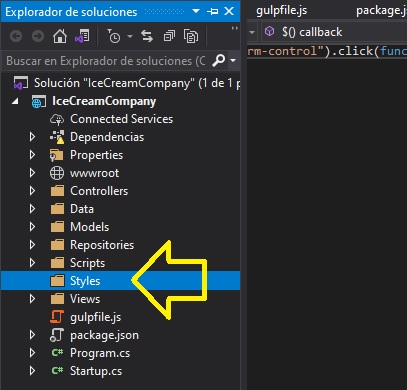 Explorador de soluciones
gulpfile.js
package.js
$() callback
Buscar en Explorador de soluciones (C
rm-control").click(func
Solución "IceCreamCompany" (1 de 1 p
IceCreamCompany
Connected Services
Dependencias
Properties
wwwroot
Controllers
Data
Models
Repositories
Scripts
Styles
Views
gulpfile.js
package.json
C# Program.cs
C# Startup.cs